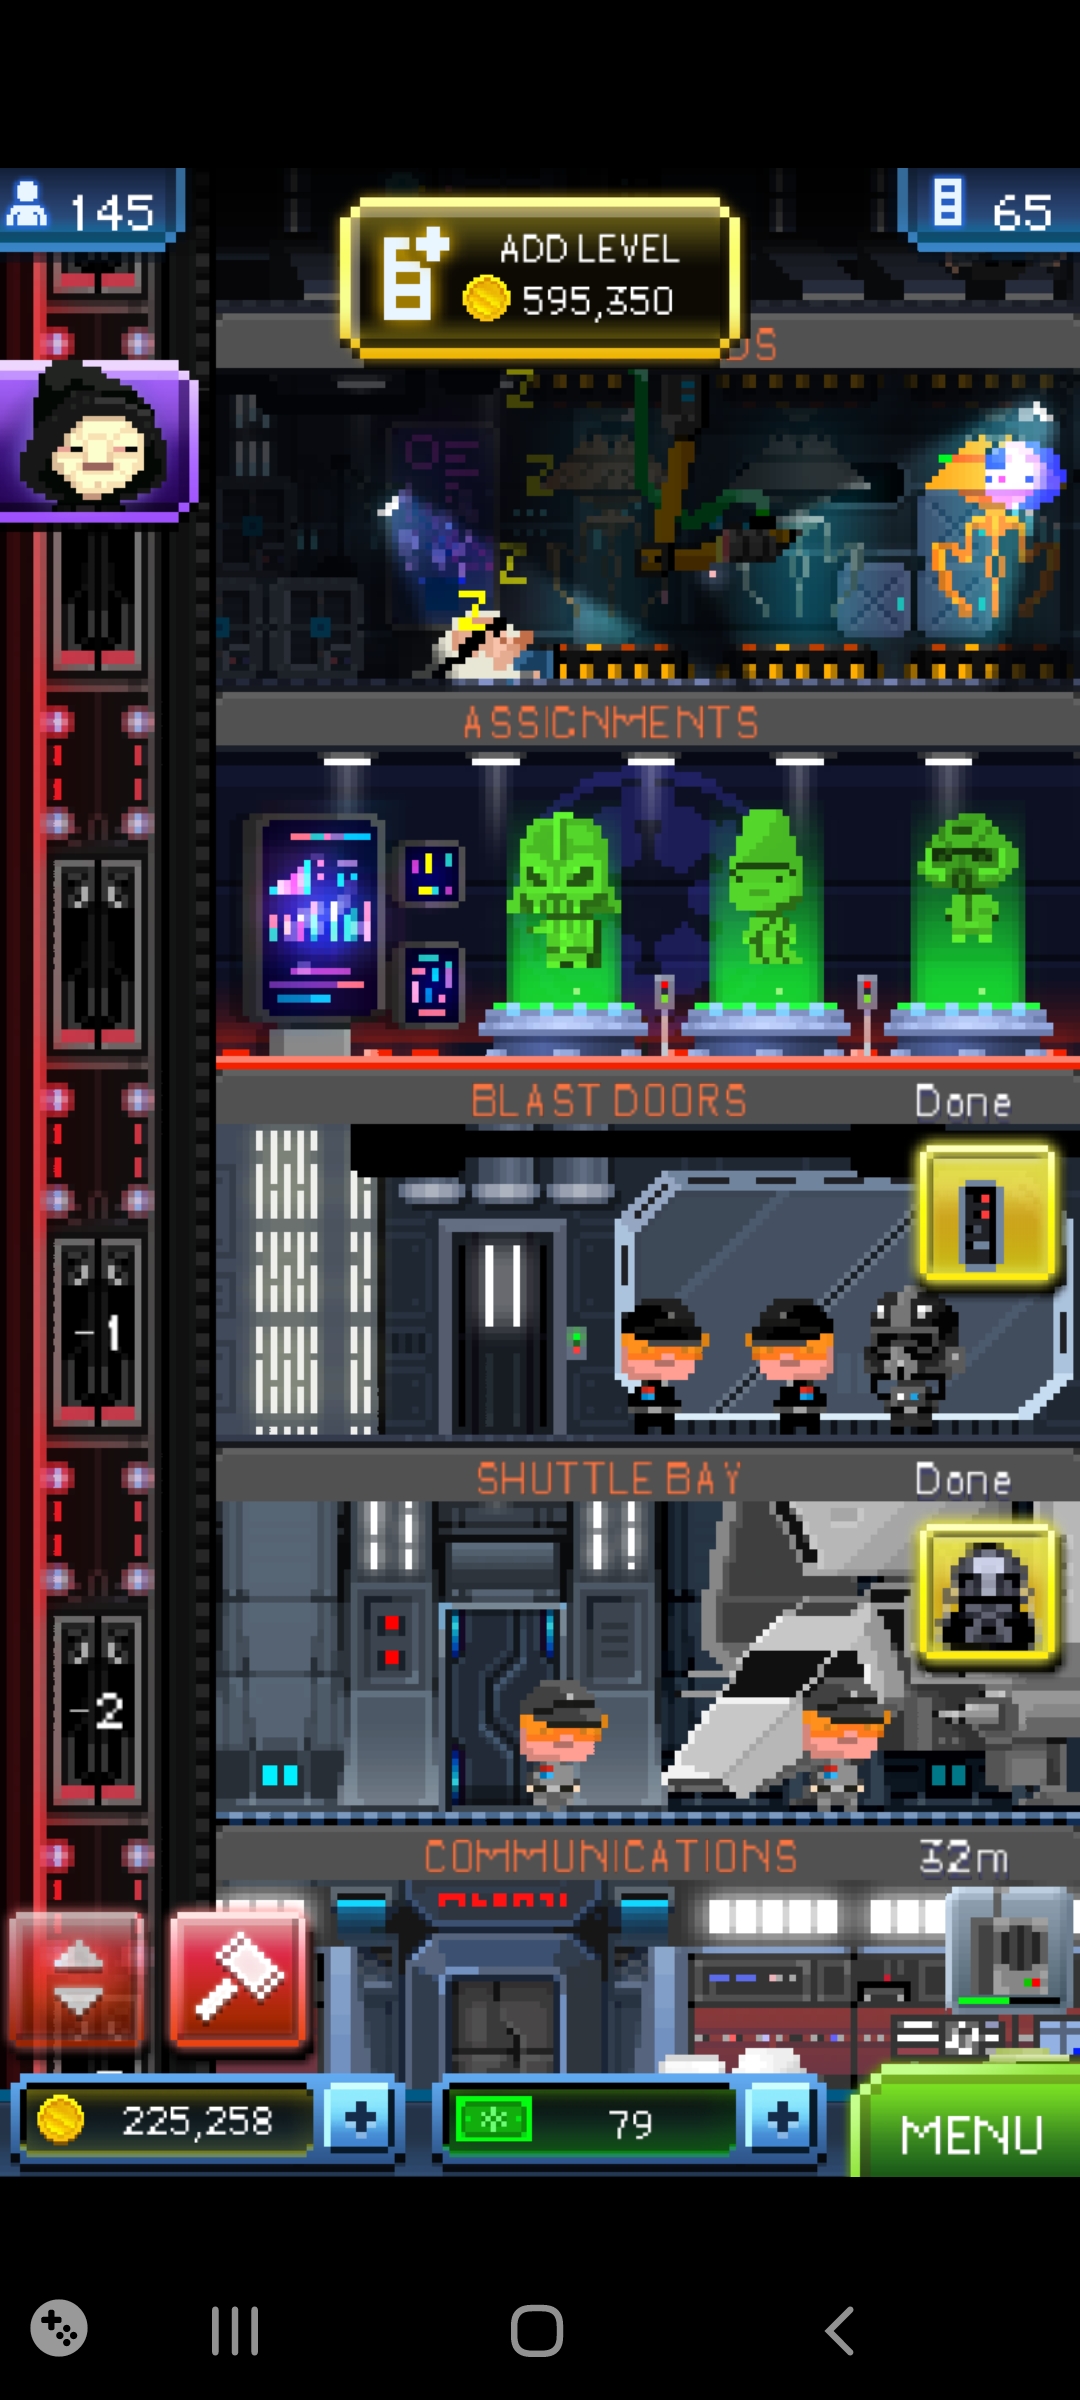 145
ADD LEVEL
595,350
65
DS
Z
Z
Z
Z
ASSIGNMENTS
BLAST DOORS Done
-1
SHUTTLE BAY Done
-2
COMMUNICATIONS 32m
225,258
79
MENU